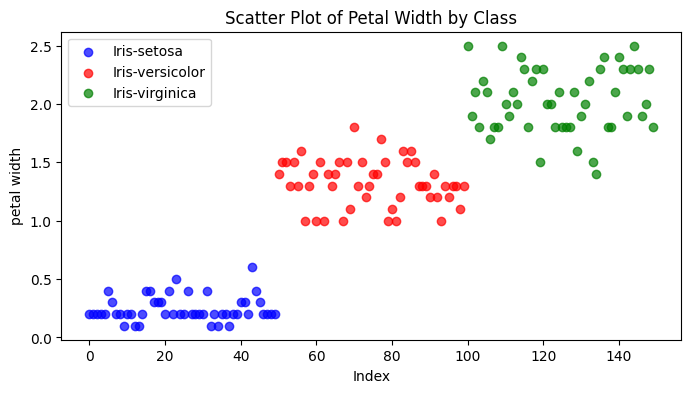 Scatter Plot of Petal Width by Class
Iris-setosa
Iris-versicolor
Iris-virginica
petal width
2.5
2.0
1.5
1.0
0.5
0.0
0 20 40 60 80 100 120 140
Index